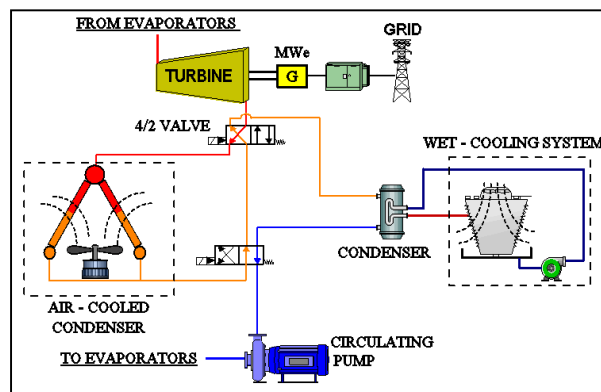 FROM EVAPORATORS
GRID
MWe
TURBINE
G
4/2 VALVE
WET - COOLING SYSTEM
CONDENSER
AIR - COOLED
CONDENSER
CIRCULATING
PUMP
TO EVAPORATORS